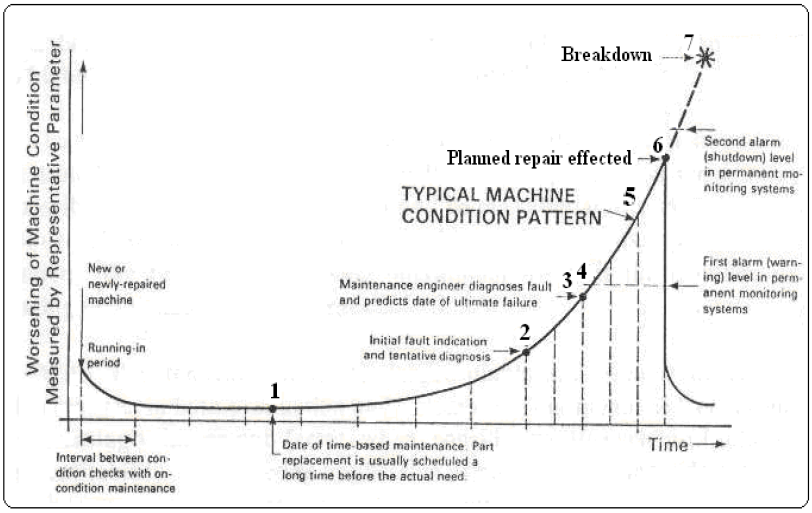 7
Breakdown
6
Planned repair effected
Second alarm
(shutdown) level
in permanent mo-
nitoring systems
TYPICAL MACHINE
CONDITION PATTERN
5
Worsening of Machine Condition
Measured by Representative Parameter
New or
newly-repaired
machine
Maintenance engineer diagnoses fault
and predicts date of ultimate failure
3 4
First alarm (warn-
ing) level in perm-
anent monitoring
systems
Running-in
period
Initial fault indication
and tentative diagnosis
2
1
Time
Interval between con-
dition checks with on-
condition maintenance
Date of time-based maintenance. Part
replacement is usually scheduled a
long time before the actual need.